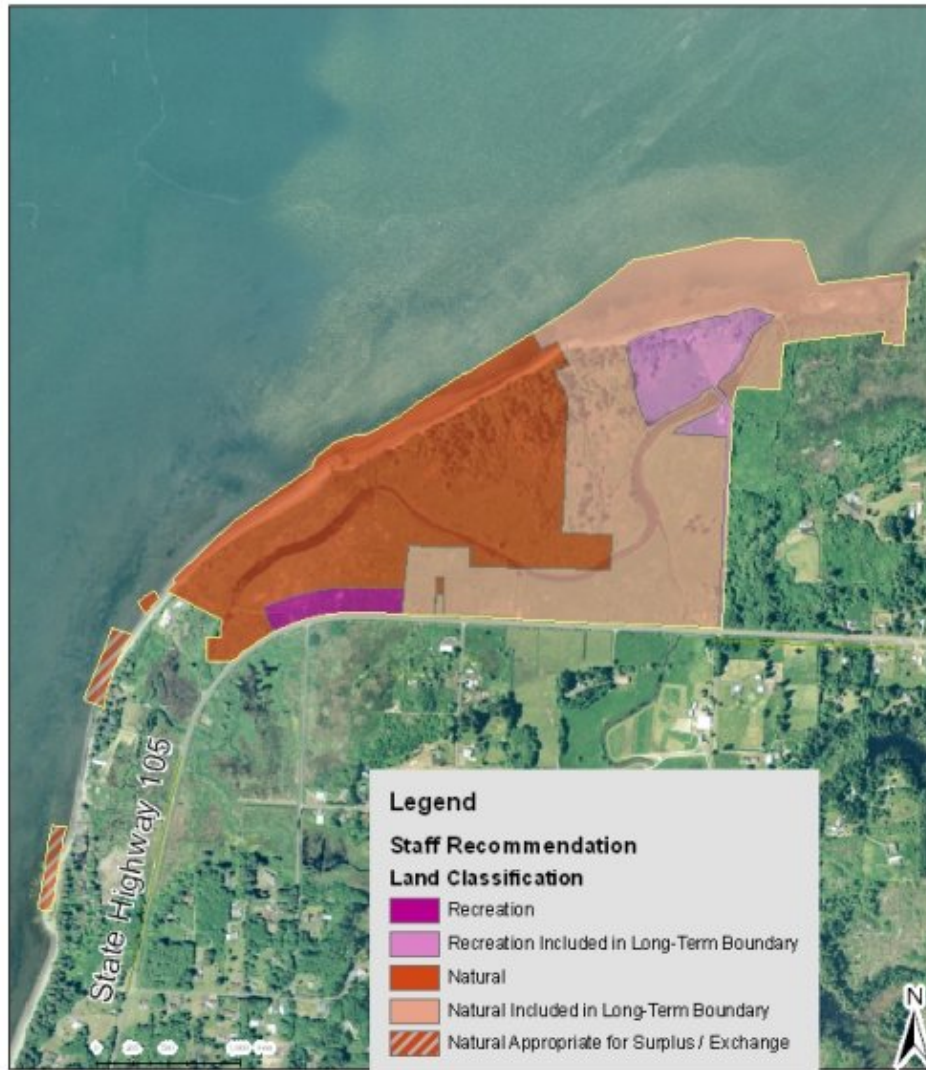 State Highway 105
Legend
Staff Recommendation
Land Classification
Recreation
Recreation Included in Long-Term Boundary
Natural
Natural Included in Long-Term Boundary
Natural Appropriate for Surplus / Exchange
N